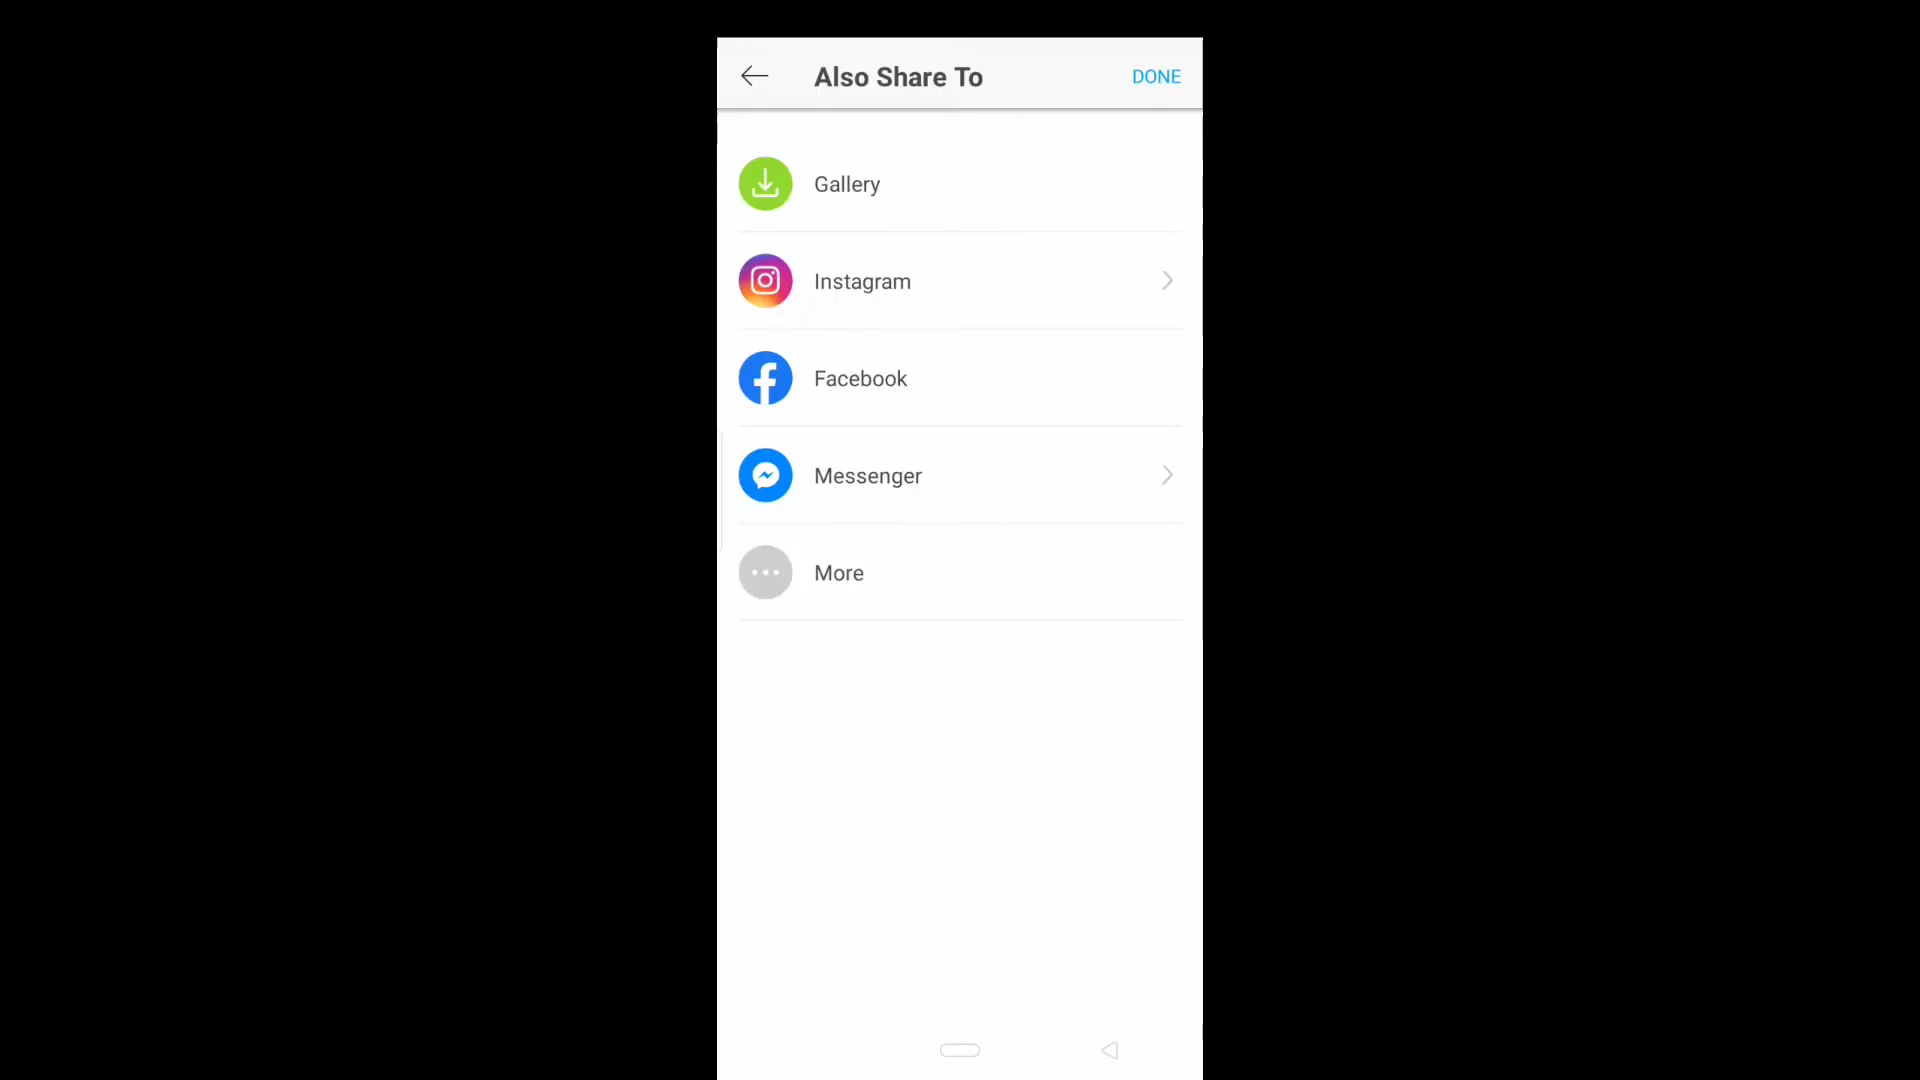 Also Share To
DONE
Gallery
Instagram
Facebook
Messenger
More